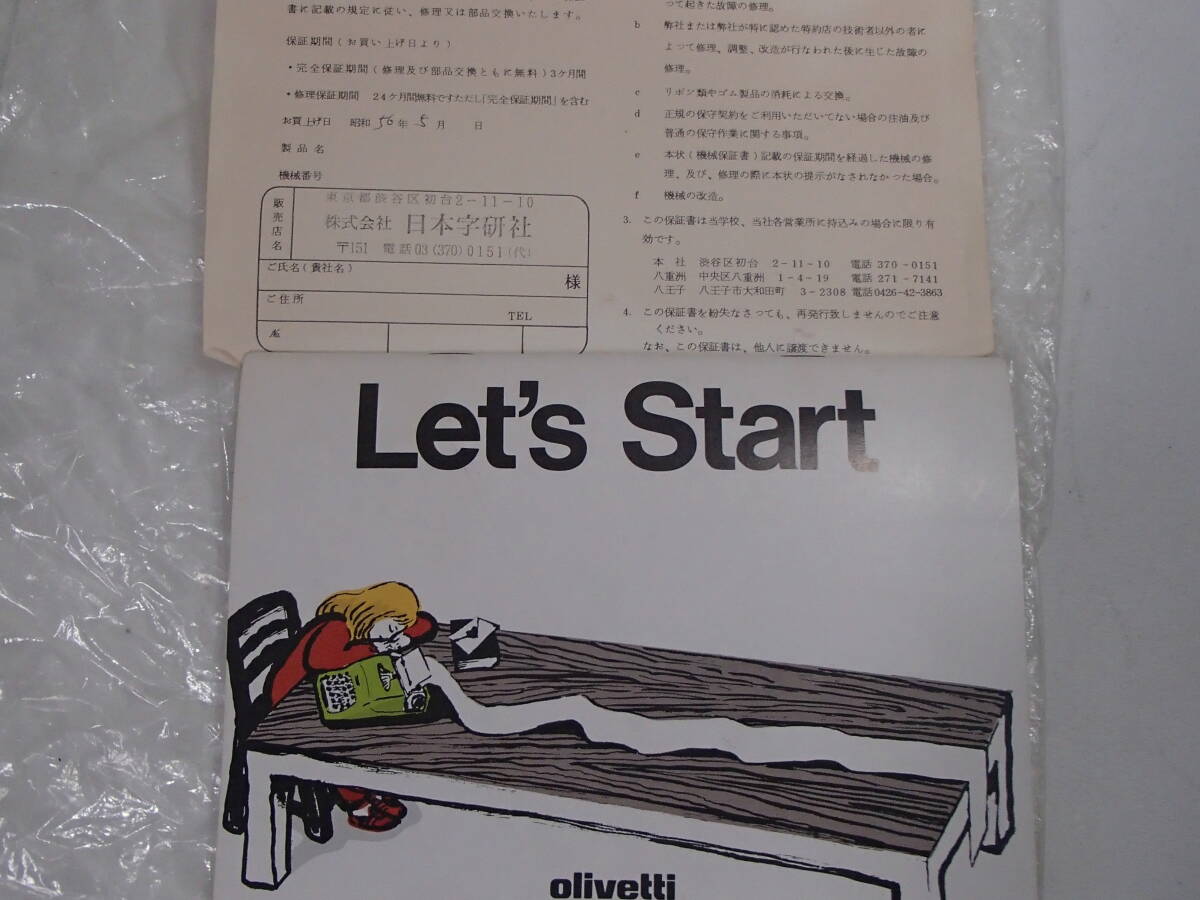 書に記載の規定に従い、修理又は部品交換いたします。
保証期間(お買い上げ日より)
・完全保証期間(修理及び部品交換ともに無料)3ケ月間
・修理保証期間 24ケ月間無料ですただし「完全保証期間」を含む
お買上げ日 昭和56年5月 日
製品名
機械番号
販売店名
東京都渋谷区初台2-11-10
株式会社 日本字研社
〒151 電話03(370)0151(代)
ご氏名(貴社名)
様
ご住所
TEL
№
つて起きた故障の修理。
b 弊社または弊社が特に認めた特約店の技術者以外の者に
よつて修理、調整、改造が行なわれた後に生じた故障の
修理。
c リボン類やゴム製品の消耗による交換。
d 正規の保守契約をご利用いただいてない場合の注油及び
普通の保守作業に関する事項。
e 本状(機械保証書)記載の保証期間を経過した機械の修
理、及び、修理の際に本状の提示がなされなかつた場合。
f 機械の改造。
3. この保証書は当学校、当社各営業所に持込みの場合に限り有
効です。
本社 渋谷区初台 2-11-10 電話 370-0151
八重洲 中央区八重洲 1-4-19 電話 271-7141
八王子 八王子市大和田町 3-2308 電話0426-42-3863
4. この保証書を紛失なさつても、再発行致しませんのでご注意
ください。
なお、この保証書は、他人に譲渡できません。
Let's Start
olivetti